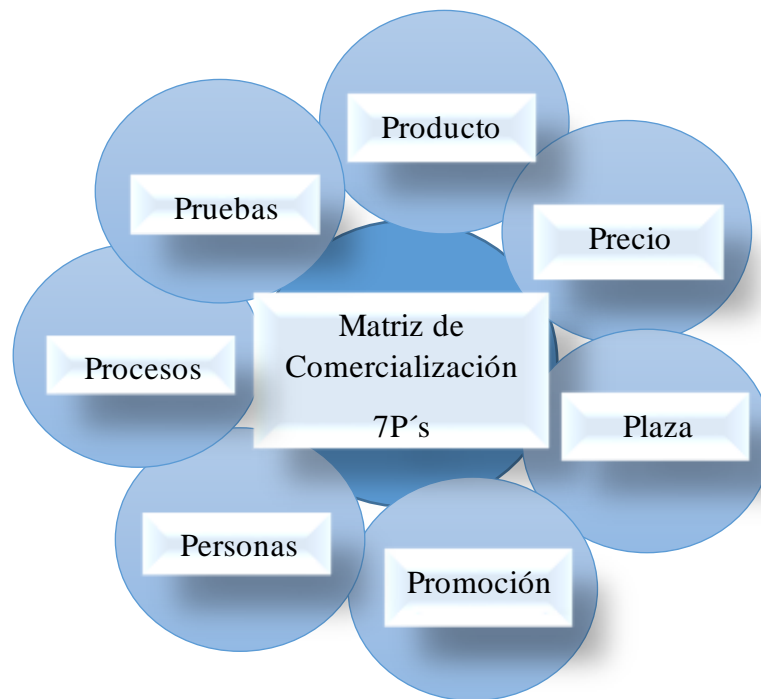 Producto
Pruebas
Precio
Matriz de
Comercialización
7P´s
Procesos
Plaza
Personas
Promoción